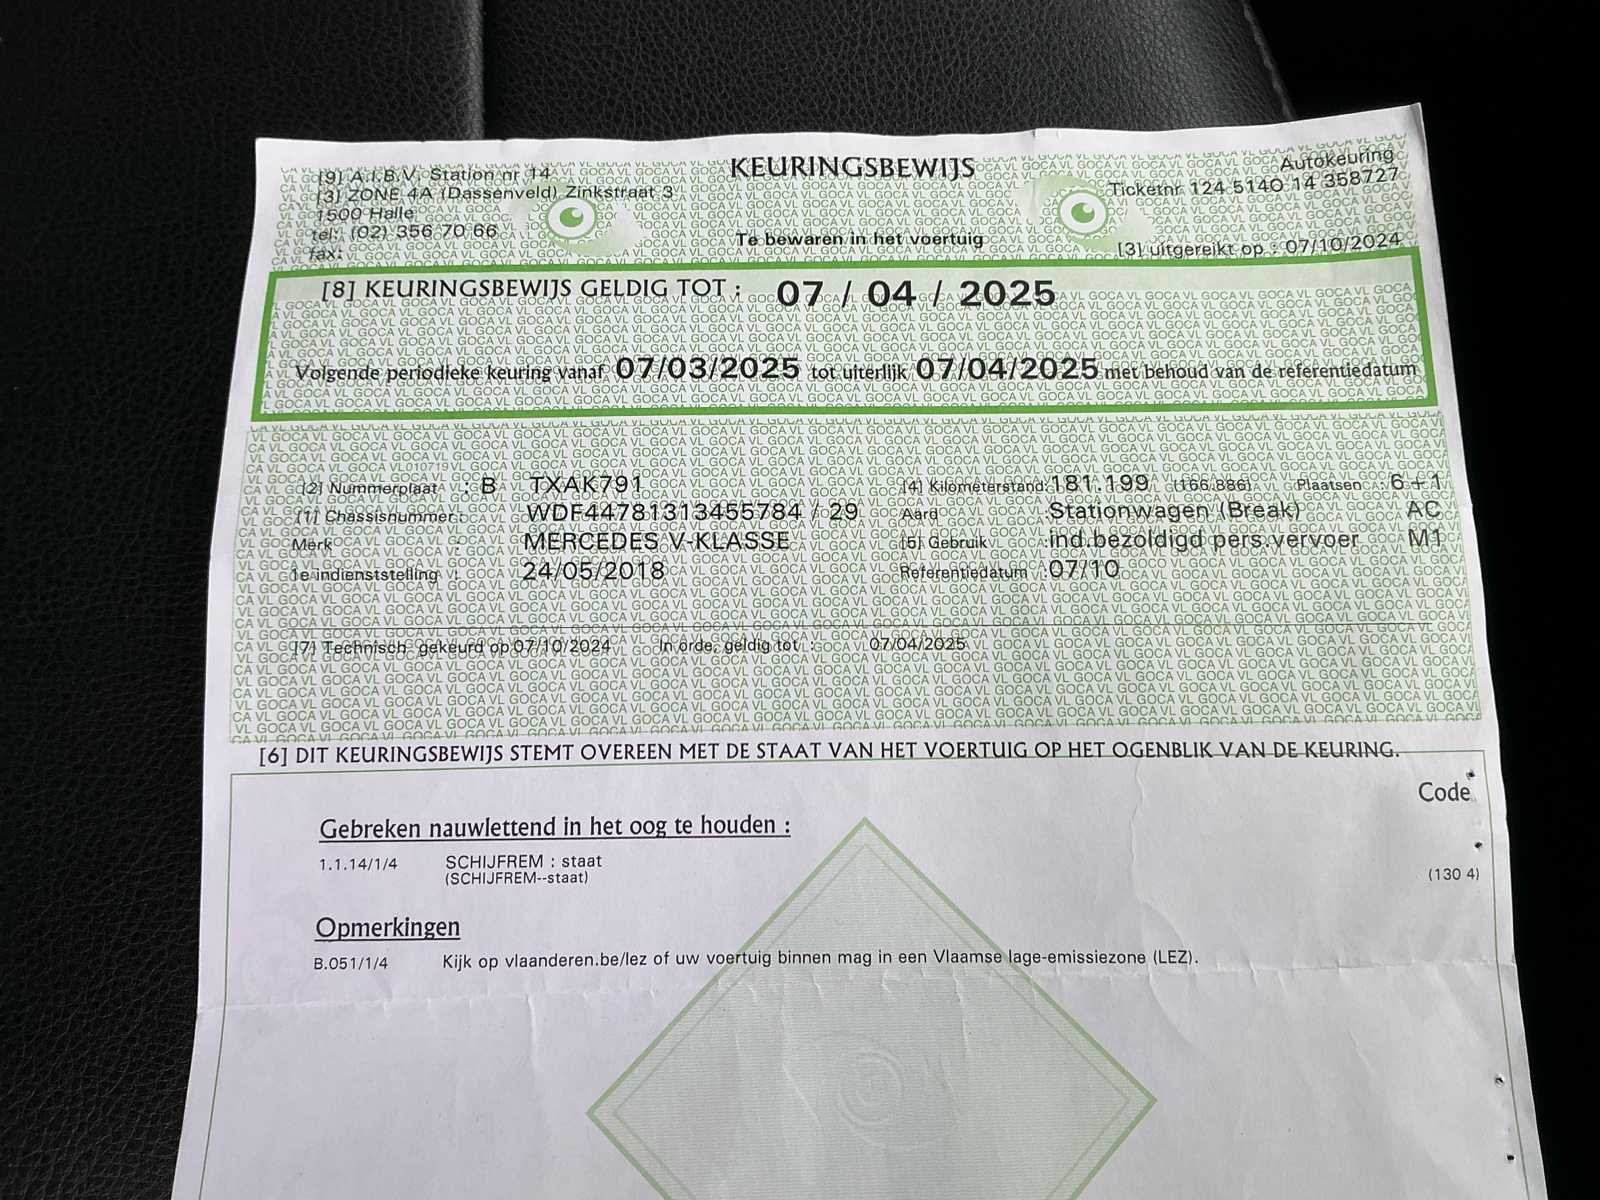 KEURINGSBEWIJS
[9] A.I.B.V. Station nr 14
[3] ZONE 4A (Dassenveld) Zinkstraat 3
1500 Halle
tel: (02) 356 70 66
fax:
Te bewaren in het voertuig
Autokeuring
Ticketnr 124 5140 14 358727
[3] uitgereikt op : 07/10/2024
[8] KEURINGSBEWIJS GELDIG TOT : 07 / 04 / 2025
Volgende periodieke keuring vanaf 07/03/2025 tot uiterlijk 07/04/2025 met behoud van de referentiedatum
[2] Nummerplaat : B TXAK791 [4] Kilometerstand: 181.199 (166.886) Plaatsen 6+1
[1] Chassisnummer : WDF44781313455784 / 29 Aard :Stationwagen (Break) AC
Merk : MERCEDES V-KLASSE [5] Gebruik :ind.bezoldigd pers.vervoer M1
1e indienststelling : 24/05/2018 Referentiedatum :07/10
[7] Technisch gekeurd op 07/10/2024 In orde, geldig tot : 07/04/2025
[6] DIT KEURINGSBEWIJS STEMT OVEREEN MET DE STAAT VAN HET VOERTUIG OP HET OGENBLIK VAN DE KEURING.
Code
Gebreken nauwlettend in het oog te houden :
1.1.14/1/4 SCHIJFREM : staat
(SCHIJFREM--staat) (130 4)
Opmerkingen
B.051/1/4 Kijk op vlaanderen.be/lez of uw voertuig binnen mag in een Vlaamse lage-emissiezone (LEZ).